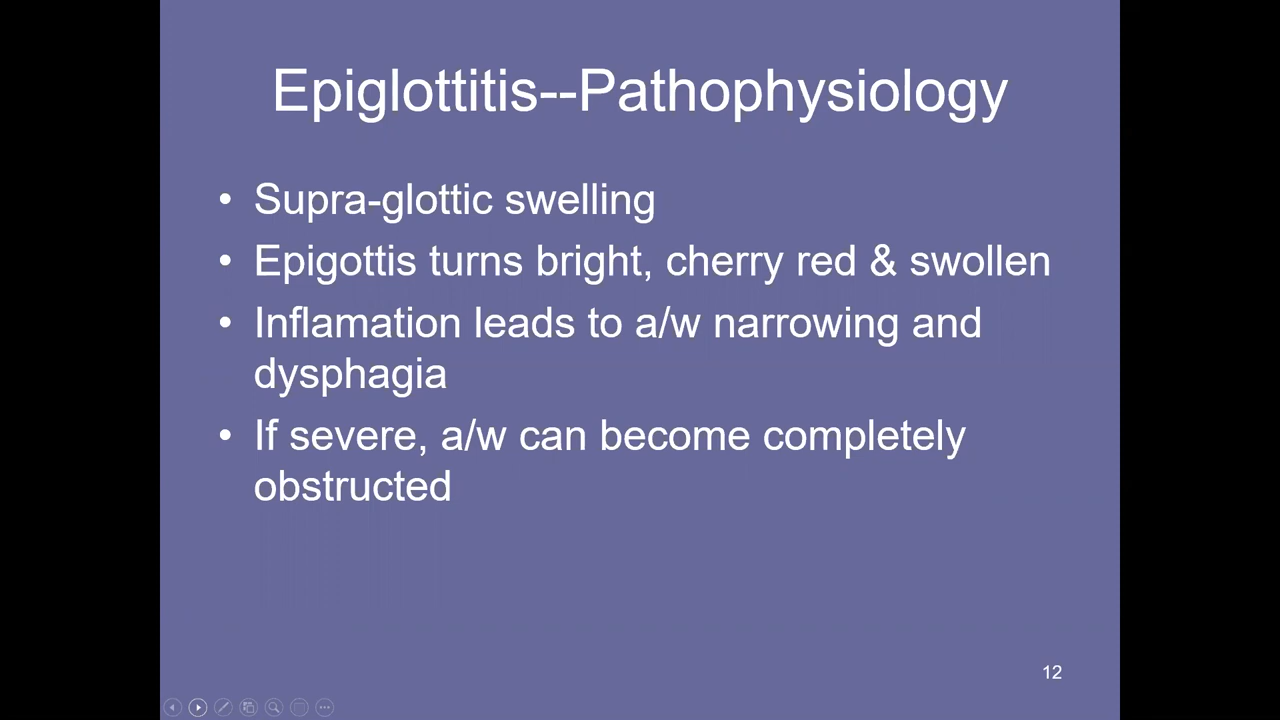 Epiglottitis--Pathophysiology
• Supra-glottic swelling
• Epigottis turns bright, cherry red & swollen
• Inflamation leads to a/w narrowing and
dysphagia
• If severe, a/w can become completely
obstructed
12